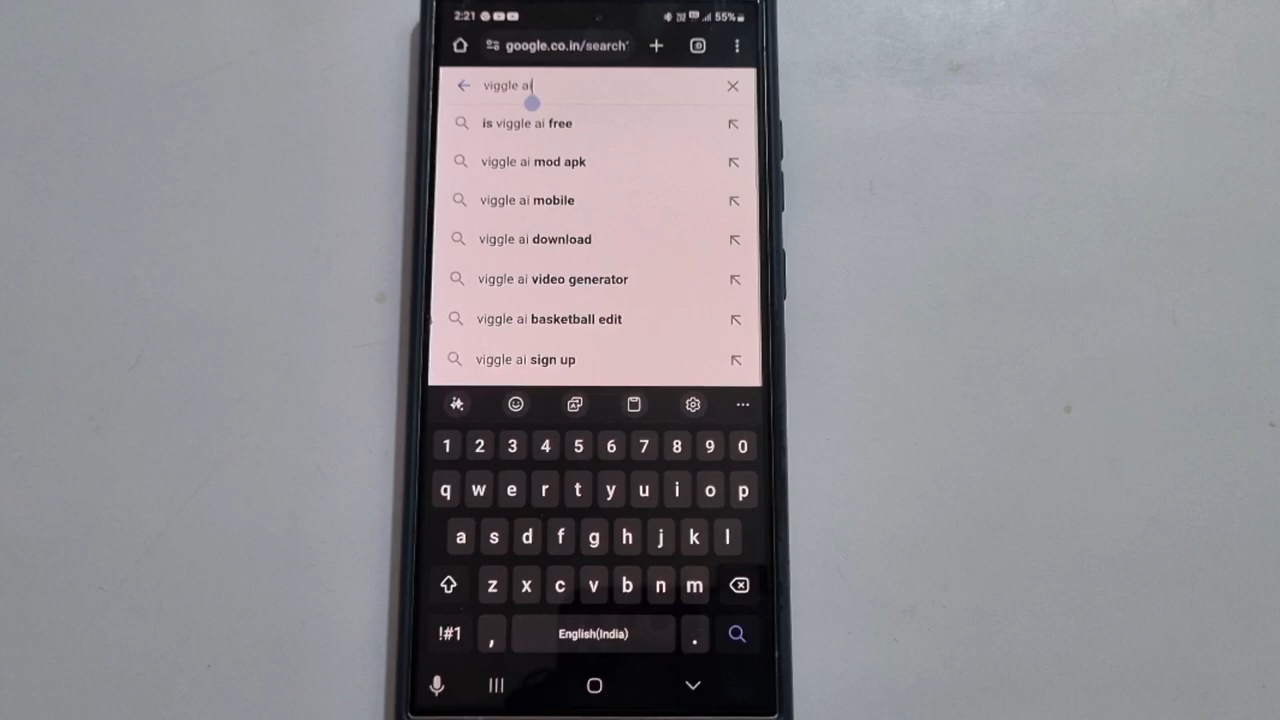 2:21 55%
google.co.in/search
viggle ai
is viggle ai free
viggle ai mod apk
viggle ai mobile
viggle ai download
viggle ai video generator
viggle ai basketball edit
viggle ai sign up
1 2 3 4 5 6 7 8 9 0
q w e r t y u i o p
a s d f g h j k l
z x c v b n m
!#1 , English(India) .